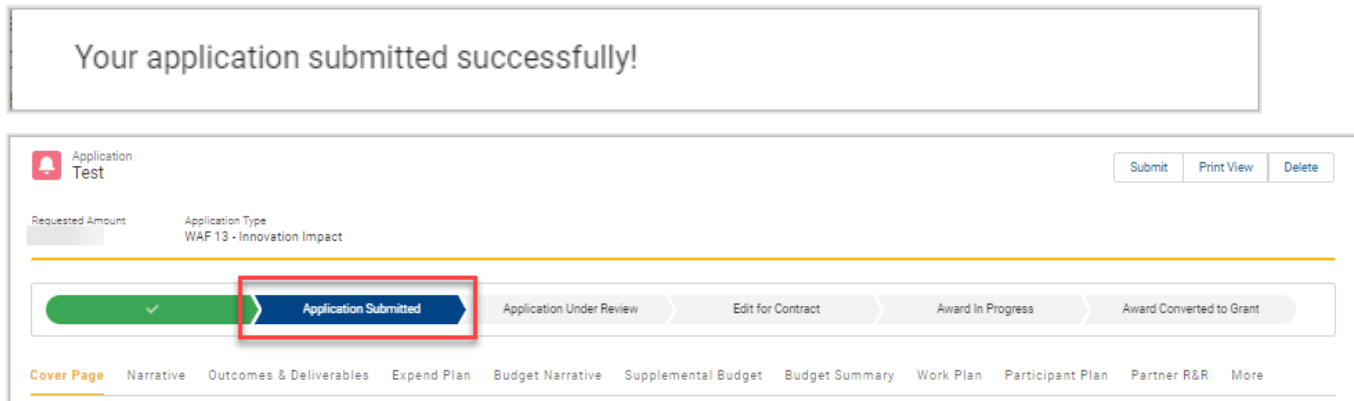 Your application submitted successfully!
Application
Test
Submit Print View Delete
Requested Amount Application Type
WAF 13 - Innovation Impact
Application Submitted Application Under Review Edit for Contract Award In Progress Award Converted to Grant
Cover Page Narrative Outcomes & Deliverables Expend Plan Budget Narrative Supplemental Budget Budget Summary Work Plan Participant Plan Partner R&R More